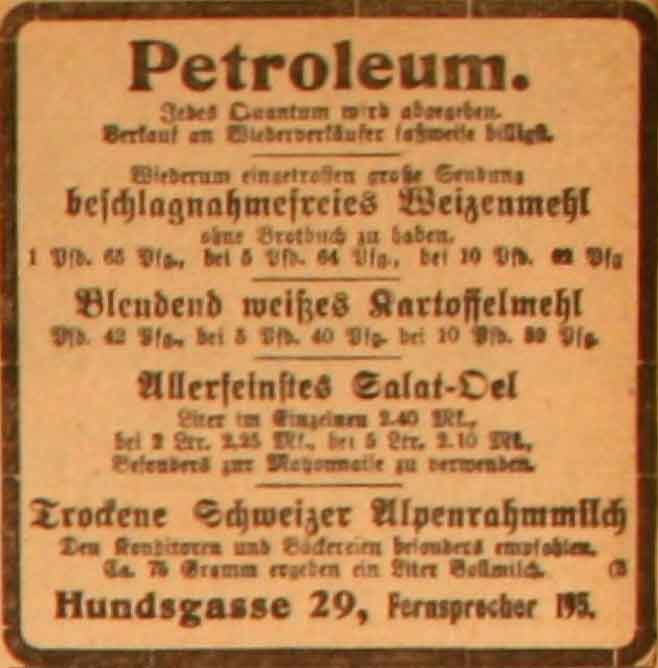 Petroleum.
Jedes Quantum wird abgegeben.
Verkauf an Wiederverkäufer faßweise billigst.
Wiederum eingetroffen große Sendung
beschlagnahmefreies Weizenmehl
ohne Brotbuch zu haben.
1 Pfd. 65 Pfg., bei 5 Pfd. 64 Pfg., bei 10 Pfd. 62 Pfg
Blendend weißes Kartoffelmehl
Pfd. 42 Pfg., bei 5 Pfd. 40 Pfg. bei 10 Pfd. 39 Pfg.
Allerfeinstes Salat-Oel
Liter im Einzelnen 2.40 Mk.,
bei 2 Ltr. 2.25 Mk., bei 5 Ltr. 2.10 Mk.,
Besonders zur Mayonnaise zu verwenden.
Trockene Schweizer Alpenrahmmilch
Den Konditoren und Bäckereien besonders empfohlen.
Ca. 75 Gramm ergeben ein Liter Vollmilch.
Hundsgasse 29, Fernsprecher 195.